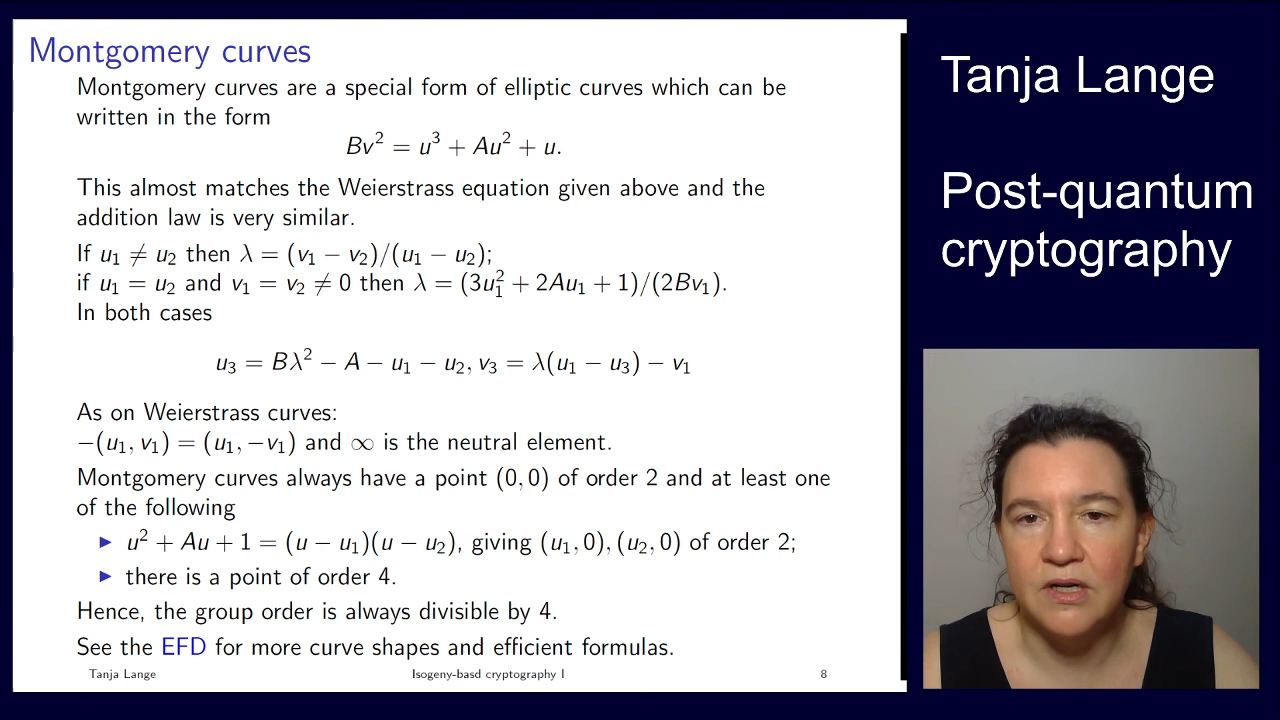 Montgomery curves
Montgomery curves are a special form of elliptic curves which can be
written in the form
Bv² = u³ + Au² + u.
This almost matches the Weierstrass equation given above and the
addition law is very similar.
If u₁ ≠ u₂ then λ = (v₁ − v₂)/(u₁ − u₂);
if u₁ = u₂ and v₁ = v₂ ≠ 0 then λ = (3u₁² + 2Au₁ + 1)/(2Bv₁).
In both cases
u₃ = Bλ² − A − u₁ − u₂, v₃ = λ(u₁ − u₃) − v₁
As on Weierstrass curves:
−(u₁, v₁) = (u₁, −v₁) and ∞ is the neutral element.
Montgomery curves always have a point (0, 0) of order 2 and at least one
of the following
▶ u² + Au + 1 = (u − u₁)(u − u₂), giving (u₁, 0), (u₂, 0) of order 2;
▶ there is a point of order 4.
Hence, the group order is always divisible by 4.
See the EFD for more curve shapes and efficient formulas.
Tanja Lange
Isogeny-basd cryptography I
8
Tanja Lange
Post-quantum
cryptography